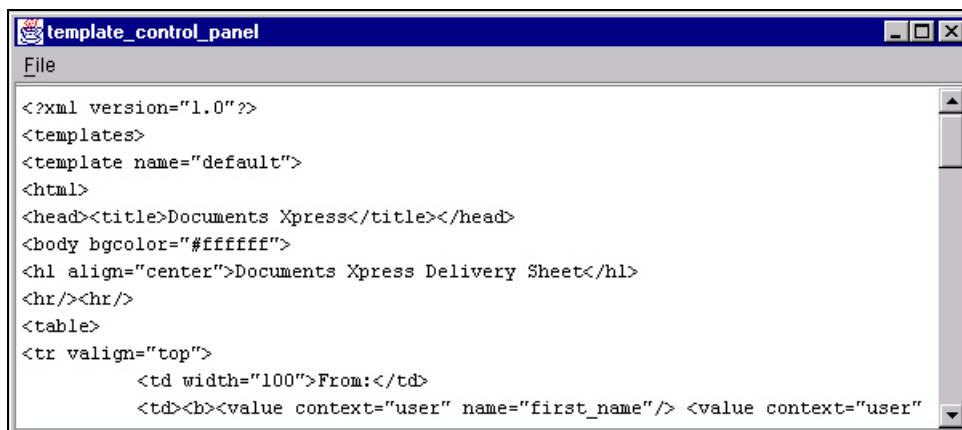 template_control_panel
File
<?xml version="1.0"?>
<templates>
<template name="default">
<html>
<head><title>Documents Xpress</title></head>
<body bgcolor="#ffffff">
<h1 align="center">Documents Xpress Delivery Sheet</h1>
<hr/><hr/>
<table>
<tr valign="top">
<td width="100">From:</td>
<td><b><value context="user" name="first_name"/> <value context="user"